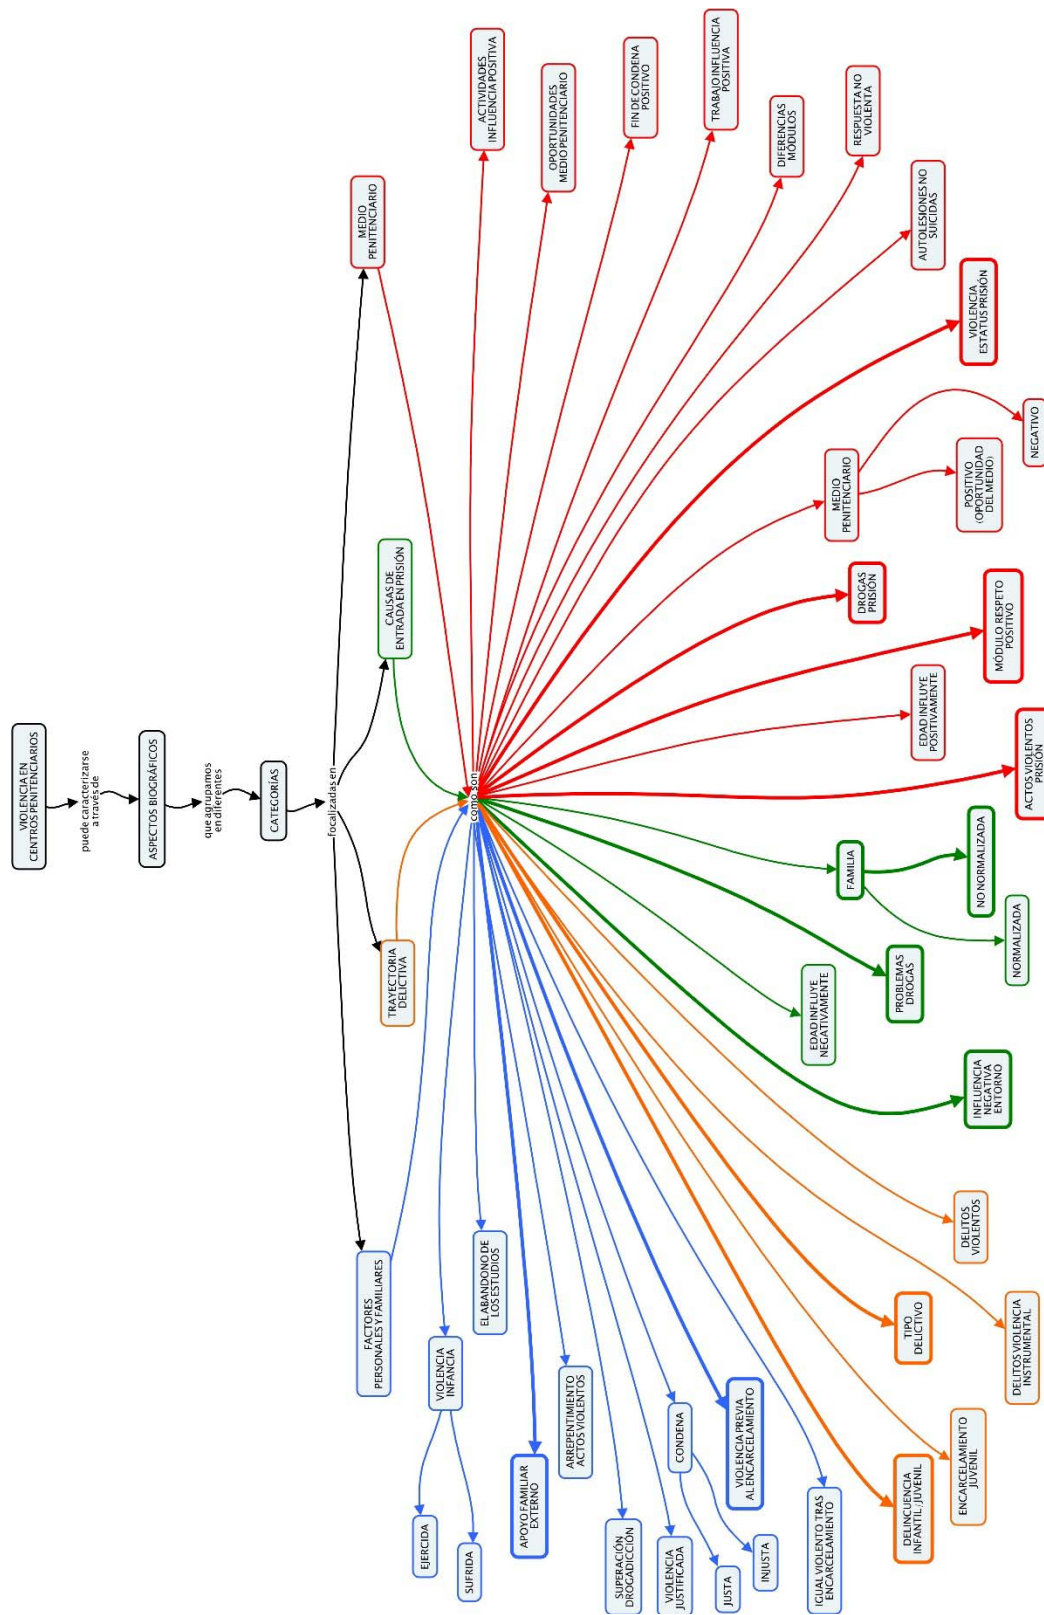 VIOLENCIA EN
CENTROS PENITENCIARIOS
puede caracterizarse
a través de
ASPECTOS BIOGRÁFICOS
que agrupamos
en diferentes
CATEGORÍAS
focalizadas en
FACTORES
PERSONALES Y FAMILIARES
TRAYECTORIA
DELICTIVA
CAUSAS DE
ENTRADA EN PRISIÓN
MEDIO
PENITENCIARIO
como son
VIOLENCIA
INFANCIA
EJERCIDA
SUFRIDA
EL ABANDONO DE
LOS ESTUDIOS
APOYO FAMILIAR
EXTERNO
ARREPENTIMIENTO
ACTOS VIOLENTOS
SUPERACIÓN
DROGADICCIÓN
VIOLENCIA
JUSTIFICADA
CONDENA
JUSTA
INJUSTA
VIOLENCIA PREVIA
AL ENCARCELAMIENTO
IGUAL VIOLENTO TRAS
ENCARCELAMIENTO
DELINCUENCIA
INFANTIL/JUVENIL
ENCARCELAMIENTO
JUVENIL
TIPO
DELICTIVO
DELITOS VIOLENCIA
INSTRUMENTAL
DELITOS
VIOLENTOS
INFLUENCIA
NEGATIVA
ENTORNO
EDAD INFLUYE
NEGATIVAMENTE
PROBLEMAS
DROGAS
FAMILIA
NORMALIZADA
NO NORMALIZADA
ACTOS VIOLENTOS
PRISIÓN
EDAD INFLUYE
POSITIVAMENTE
MÓDULO RESPETO
POSITIVO
DROGAS
PRISIÓN
MEDIO
PENITENCIARIO
POSITIVO
(OPORTUNIDAD
DEL MEDIO)
NEGATIVO
VIOLENCIA
ESTATUS PRISIÓN
AUTOLESIONES NO
SUICIDAS
RESPUESTA NO
VIOLENTA
DIFERENCIAS
MÓDULOS
TRABAJO INFLUENCIA
POSITIVA
FIN DE CONDENA
POSITIVO
OPORTUNIDADES
MEDIO PENITENCIARIO
ACTIVIDADES
INFLUENCIA POSITIVA